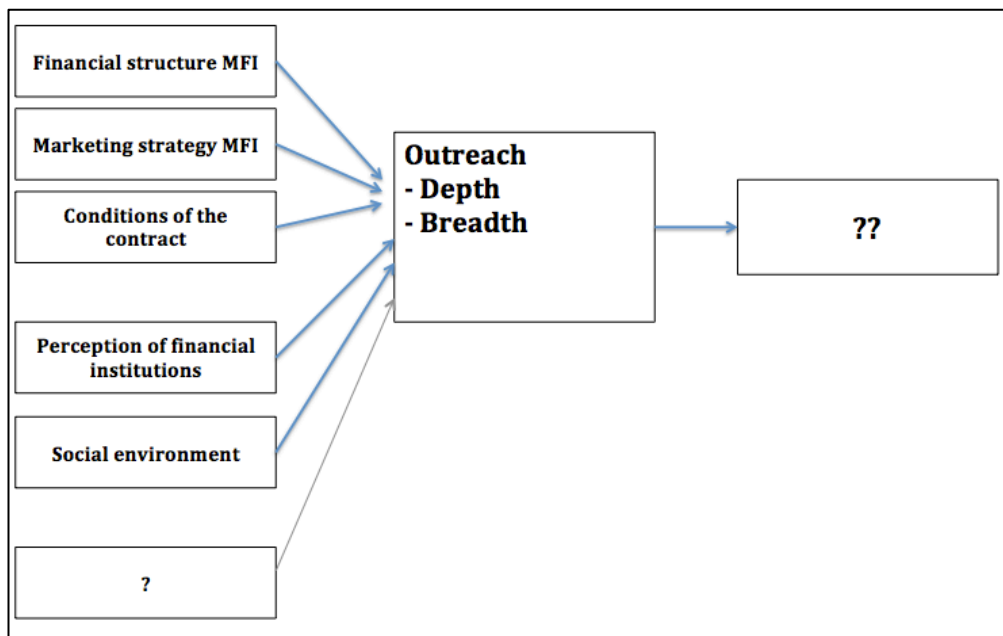 Financial structure MFI
Marketing strategy MFI
Conditions of the
contract
Perception of financial
institutions
Social environment
?
Outreach
- Depth
- Breadth
??